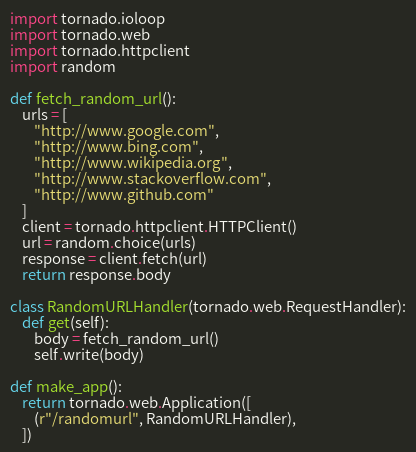 import tornado.ioloop
import tornado.web
import tornado.httpclient
import random

def fetch_random_url():
    urls = [
        "http://www.google.com",
        "http://www.bing.com",
        "http://www.wikipedia.org",
        "http://www.stackoverflow.com",
        "http://www.github.com"
    ]
    client = tornado.httpclient.HTTPClient()
    url = random.choice(urls)
    response = client.fetch(url)
    return response.body

class RandomURLHandler(tornado.web.RequestHandler):
    def get(self):
        body = fetch_random_url()
        self.write(body)

def make_app():
    return tornado.web.Application([
        (r"/randomurl", RandomURLHandler),
    ])